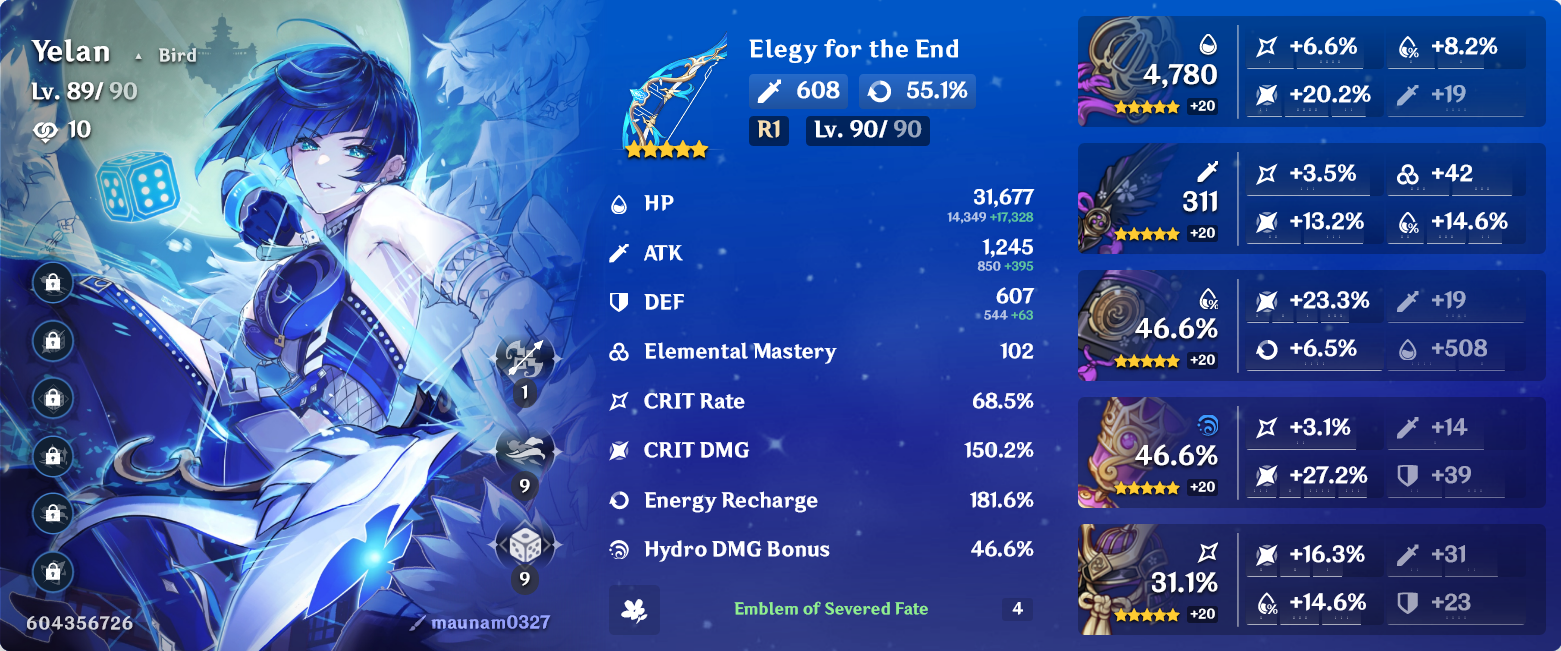 Yelan ▲ Bird
Lv. 89/ 90
10
1
9
9
604356726
maunam0327
Elegy for the End
608 55.1%
R1 Lv. 90/ 90
HP 31,677
14,349 +17,328
ATK 1,245
850 +395
DEF 607
544 +63
Elemental Mastery 102
CRIT Rate 68.5%
CRIT DMG 150.2%
Energy Recharge 181.6%
Hydro DMG Bonus 46.6%
Emblem of Severed Fate 4
4,780
+20
+6.6% +8.2%
+20.2% +19
311
+20
+3.5% +42
+13.2% +14.6%
46.6%
+20
+23.3% +19
+6.5% +508
46.6%
+20
+3.1% +14
+27.2% +39
31.1%
+20
+16.3% +31
+14.6% +23